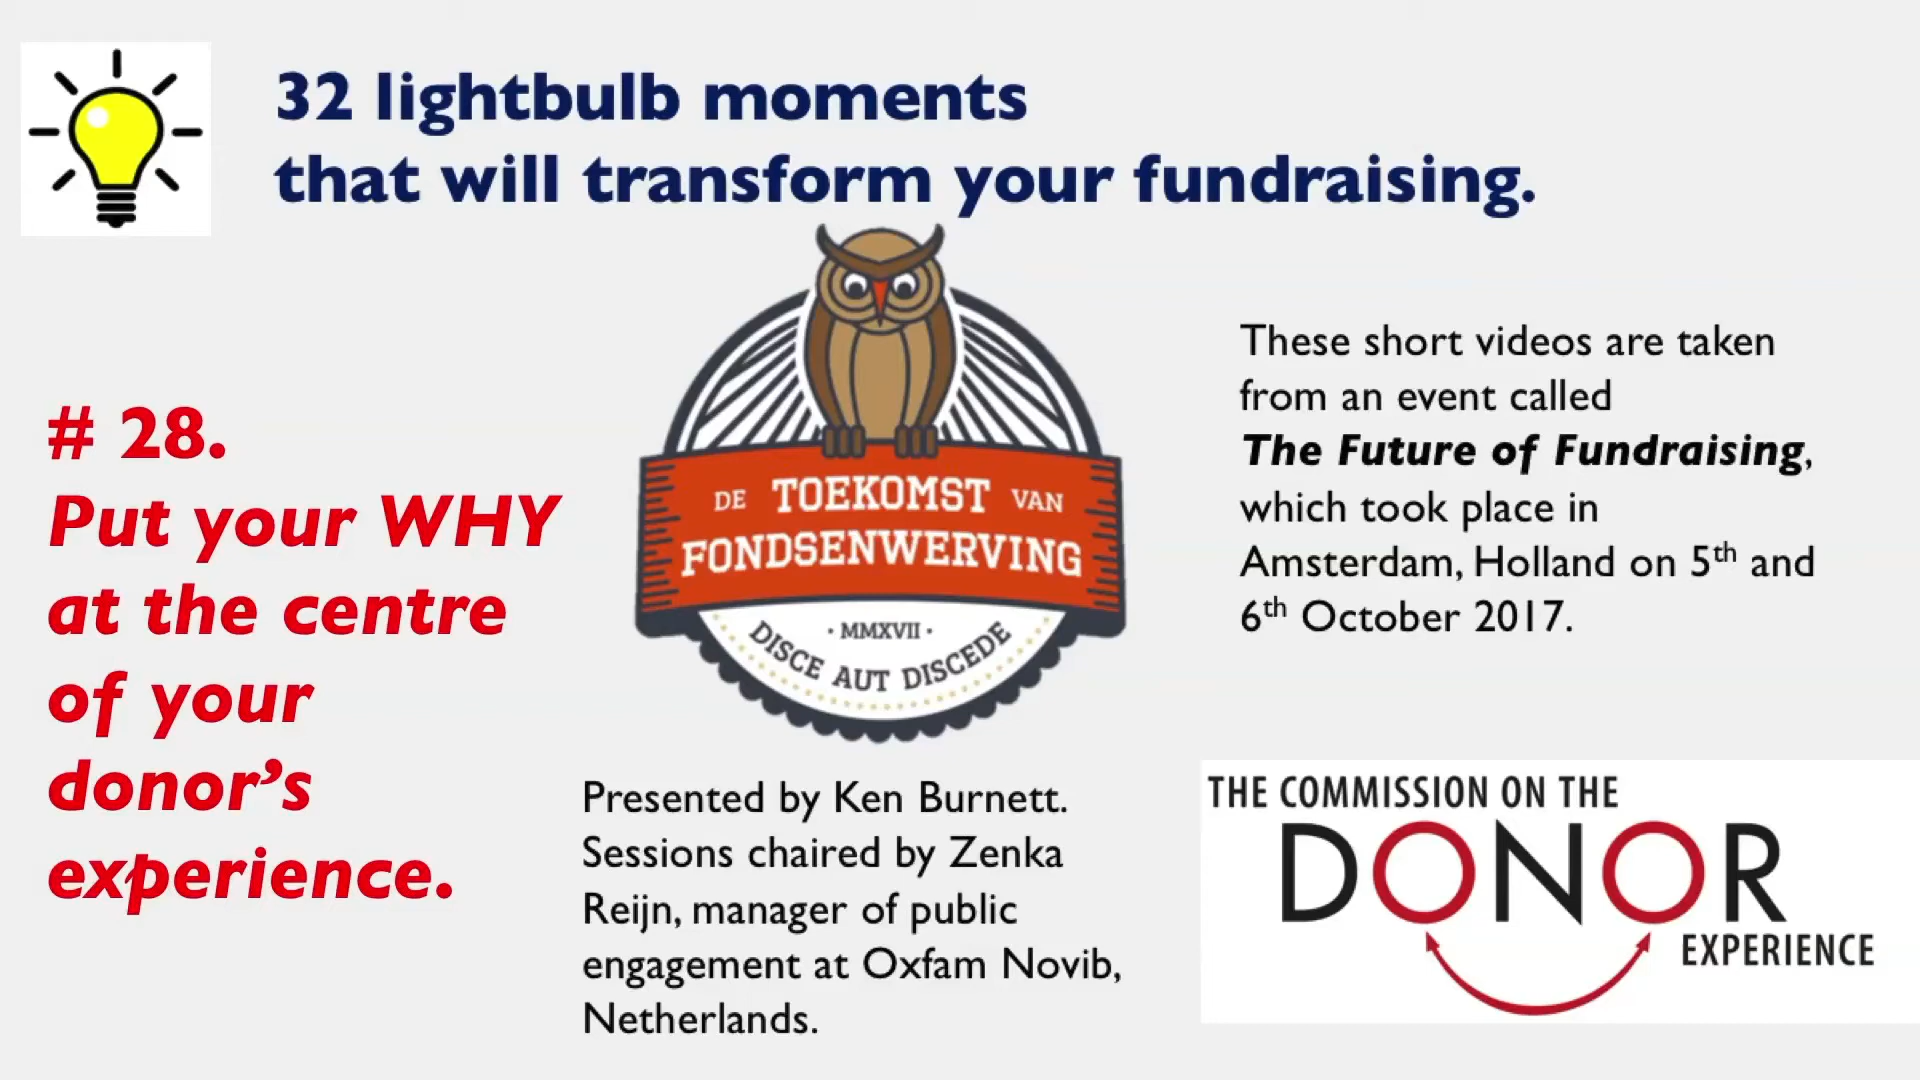 32 lightbulb moments
that will transform your fundraising.
# 28.
Put your WHY
at the centre
of your
donor's
experience.
DE TOEKOMST VAN
FONDSENWERVING
· MMXVII ·
DISCE AUT DISCEDE
These short videos are taken
from an event called
The Future of Fundraising,
which took place in
Amsterdam, Holland on 5th and
6th October 2017.
Presented by Ken Burnett.
Sessions chaired by Zenka
Reijn, manager of public
engagement at Oxfam Novib,
Netherlands.
THE COMMISSION ON THE
DONOR
EXPERIENCE